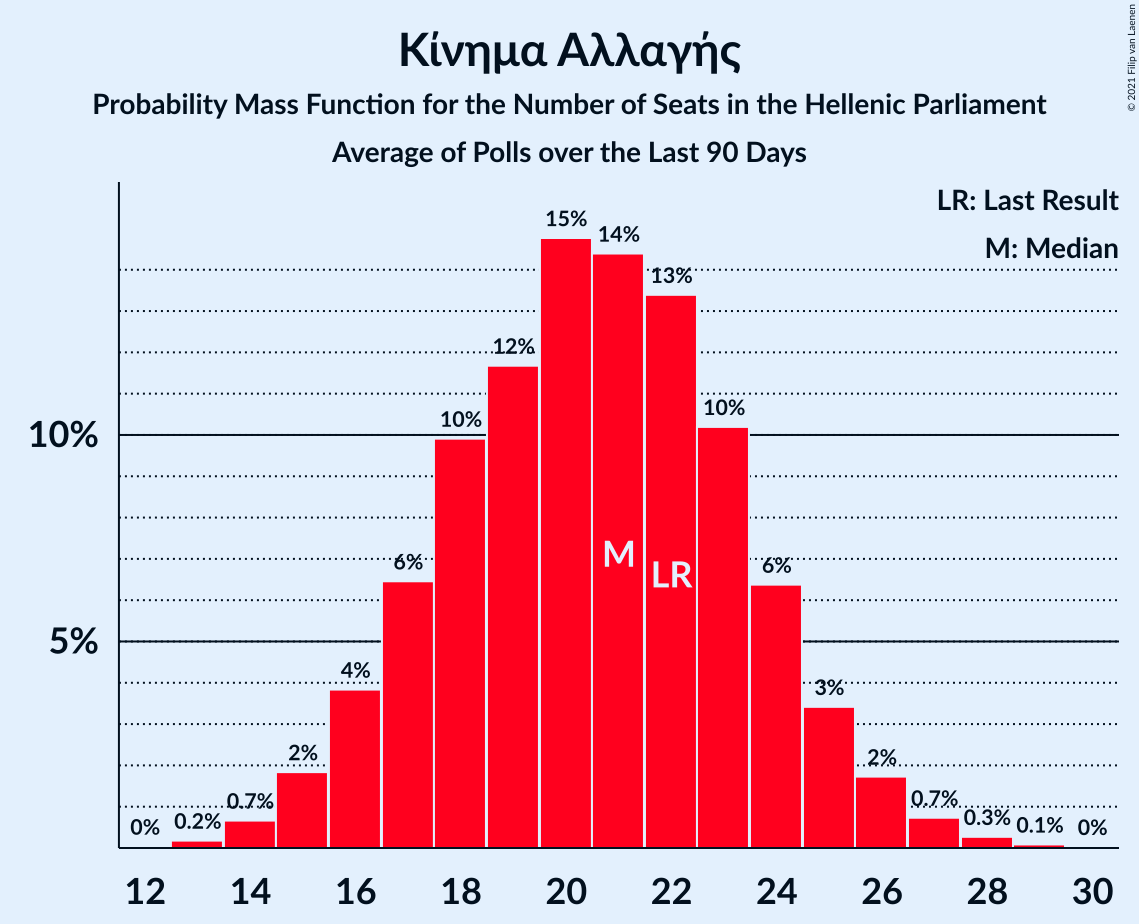 Κίνημα Αλλαγής
Probability Mass Function for the Number of Seats in the Hellenic Parliament
Average of Polls over the Last 90 Days
© 2021 Filip van Laenen
LR: Last Result
M: Median
10%
5%
0%
0.2%
0.7%
2%
4%
6%
10%
12%
15%
14%
13%
10%
6%
3%
2%
0.7%
0.3%
0.1%
0%
M
LR
12 14 16 18 20 22 24 26 28 30